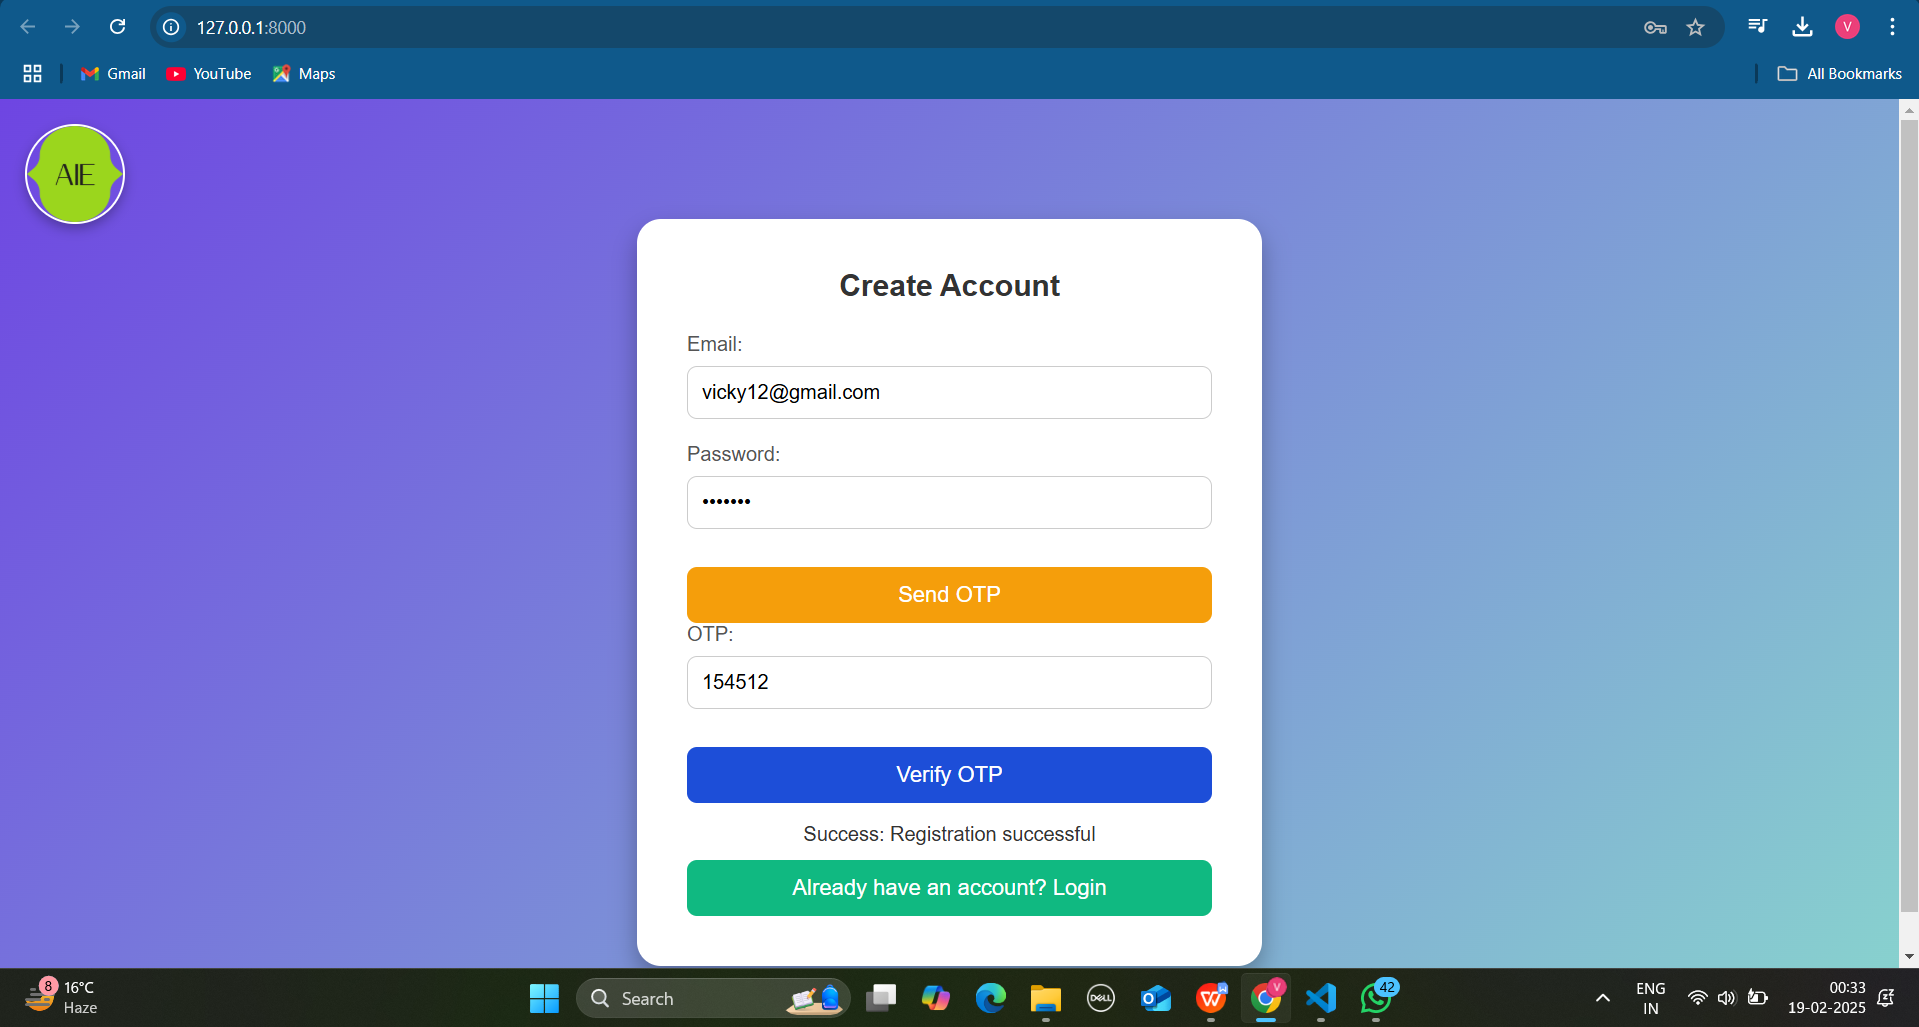 127.0.0.1:8000
V
Gmail
YouTube
Maps
All Bookmarks
AIE
Create Account
Email:
vicky12@gmail.com
Password:
•••••••
Send OTP
OTP:
154512
Verify OTP
Success: Registration successful
Already have an account? Login
8
16°C
Haze
Search
DELL
O
W
W
V
42
ENG
IN
00:33
19-02-2025